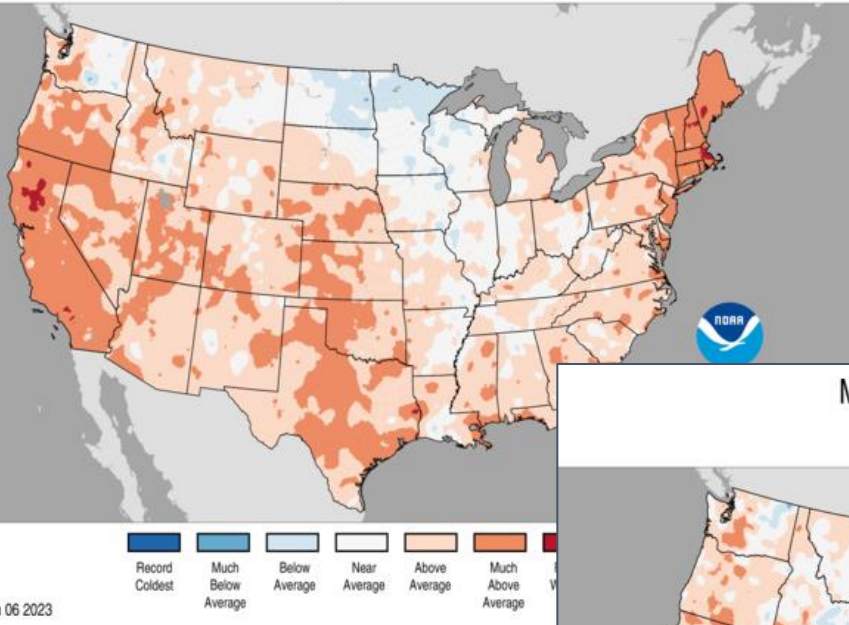 NOAA
M
Record
Coldest
Much
Below
Average
Below
Average
Near
Average
Above
Average
Much
Above
Average
06 2023